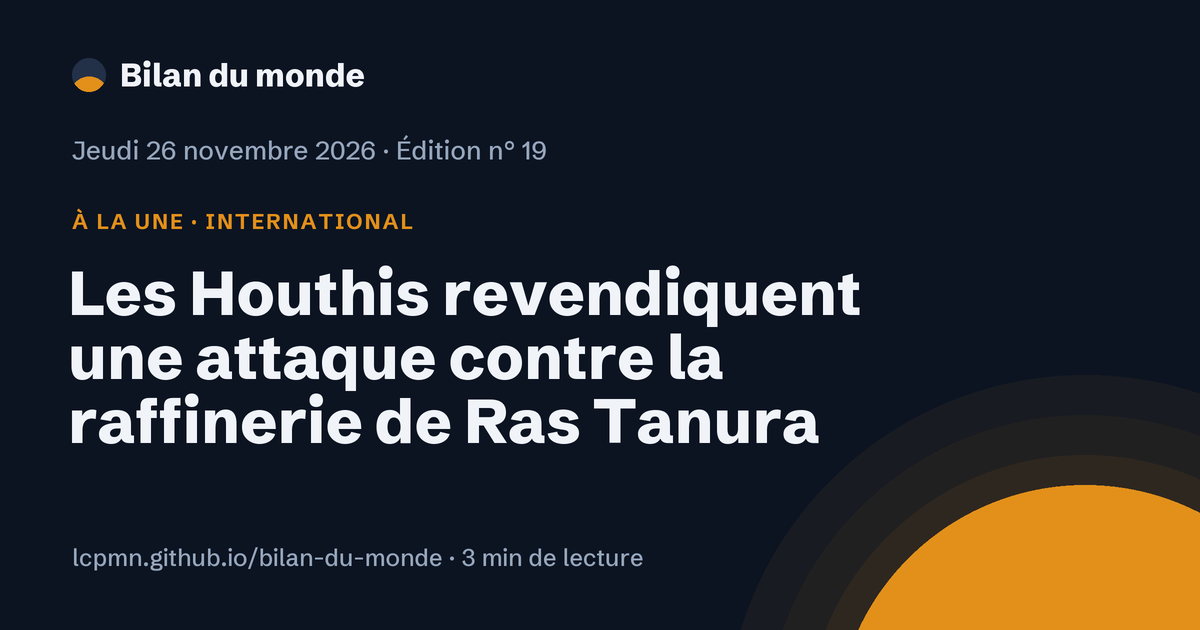 Bilan du monde
Jeudi 26 novembre 2026 · Édition n° 19
À LA UNE · INTERNATIONAL
Les Houthis revendiquent
une attaque contre la
raffinerie de Ras Tanura
lcpmn.github.io/bilan-du-monde · 3 min de lecture